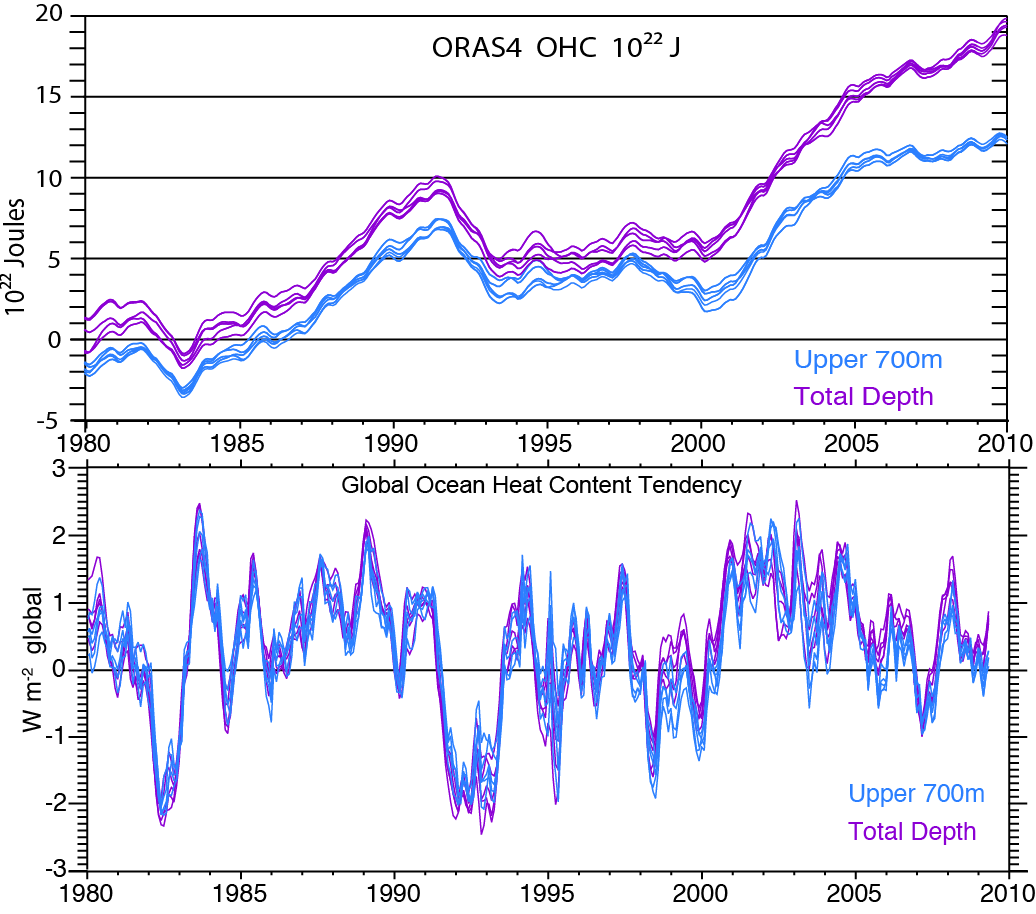 20
ORAS4 OHC 10²² J
15
10
5
0
-5
10²² Joules
Upper 700m
Total Depth
1980 1985 1990 1995 2000 2005 2010
3
Global Ocean Heat Content Tendency
2
1
0
-1
-2
-3
W m⁻² global
Upper 700m
Total Depth
1980 1985 1990 1995 2000 2005 2010